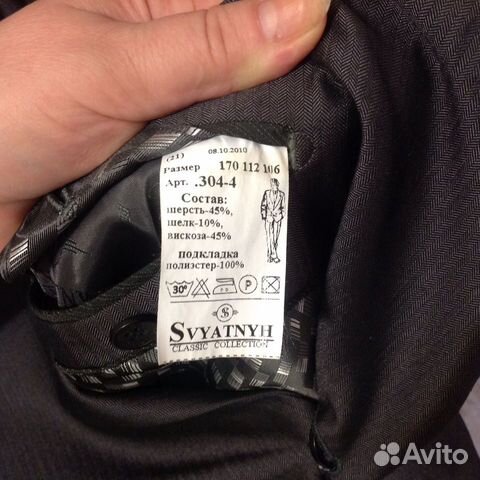 (21) 08.10.2010
Размер 170 112 106
Арт. .304-4
Состав:
шерсть-45%,
шелк-10%,
вискоза-45%
подкладка
полиэстер-100%
30° P
SVYATNYH
CLASSIC COLLECTION
Avito